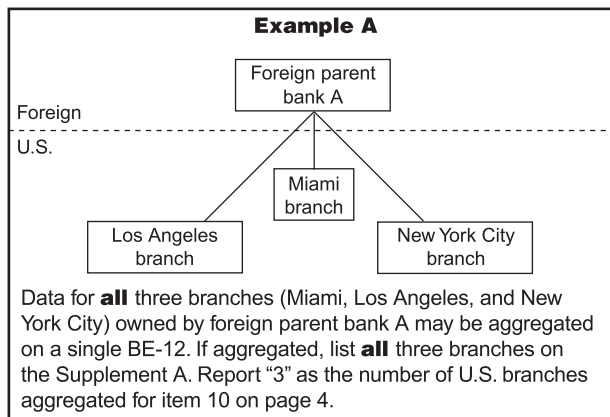 Example A
Foreign parent
bank A
Foreign
U.S.
Miami
branch
Los Angeles
branch
New York City
branch
Data for all three branches (Miami, Los Angeles, and New
York City) owned by foreign parent bank A may be aggregated
on a single BE-12. If aggregated, list all three branches on
the Supplement A. Report “3” as the number of U.S. branches
aggregated for item 10 on page 4.